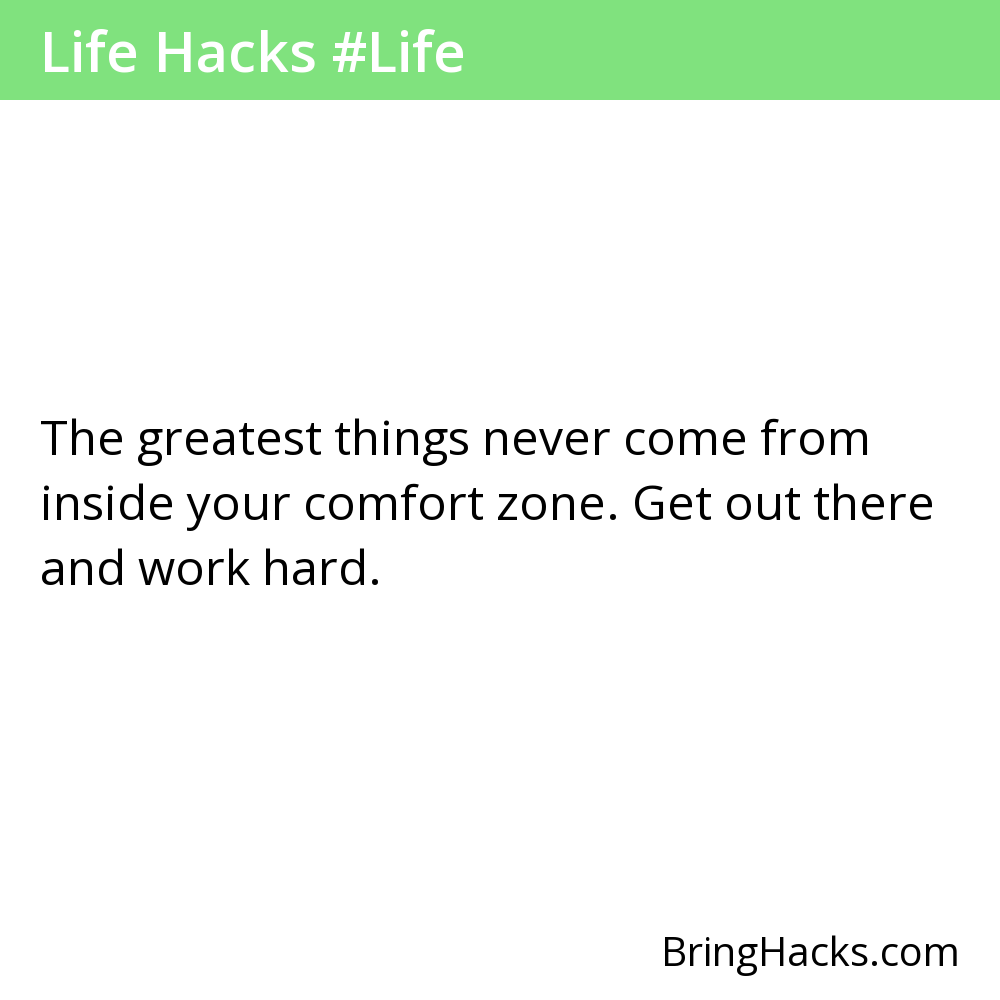 Life Hacks #Life
The greatest things never come from
inside your comfort zone. Get out there
and work hard.
BringHacks.com